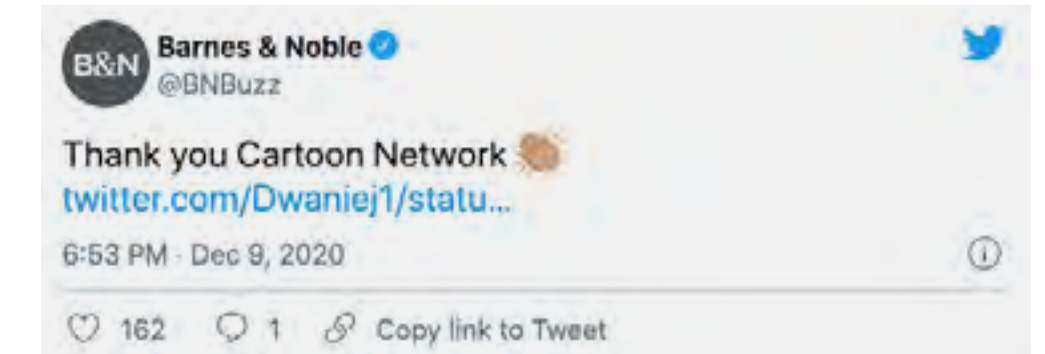 B&N
Barnes & Noble
@BNBuzz
Thank you Cartoon Network 👏🏽
twitter.com/Dwaniej1/statu...
6:53 PM · Dec 9, 2020
162 1 Copy link to Tweet